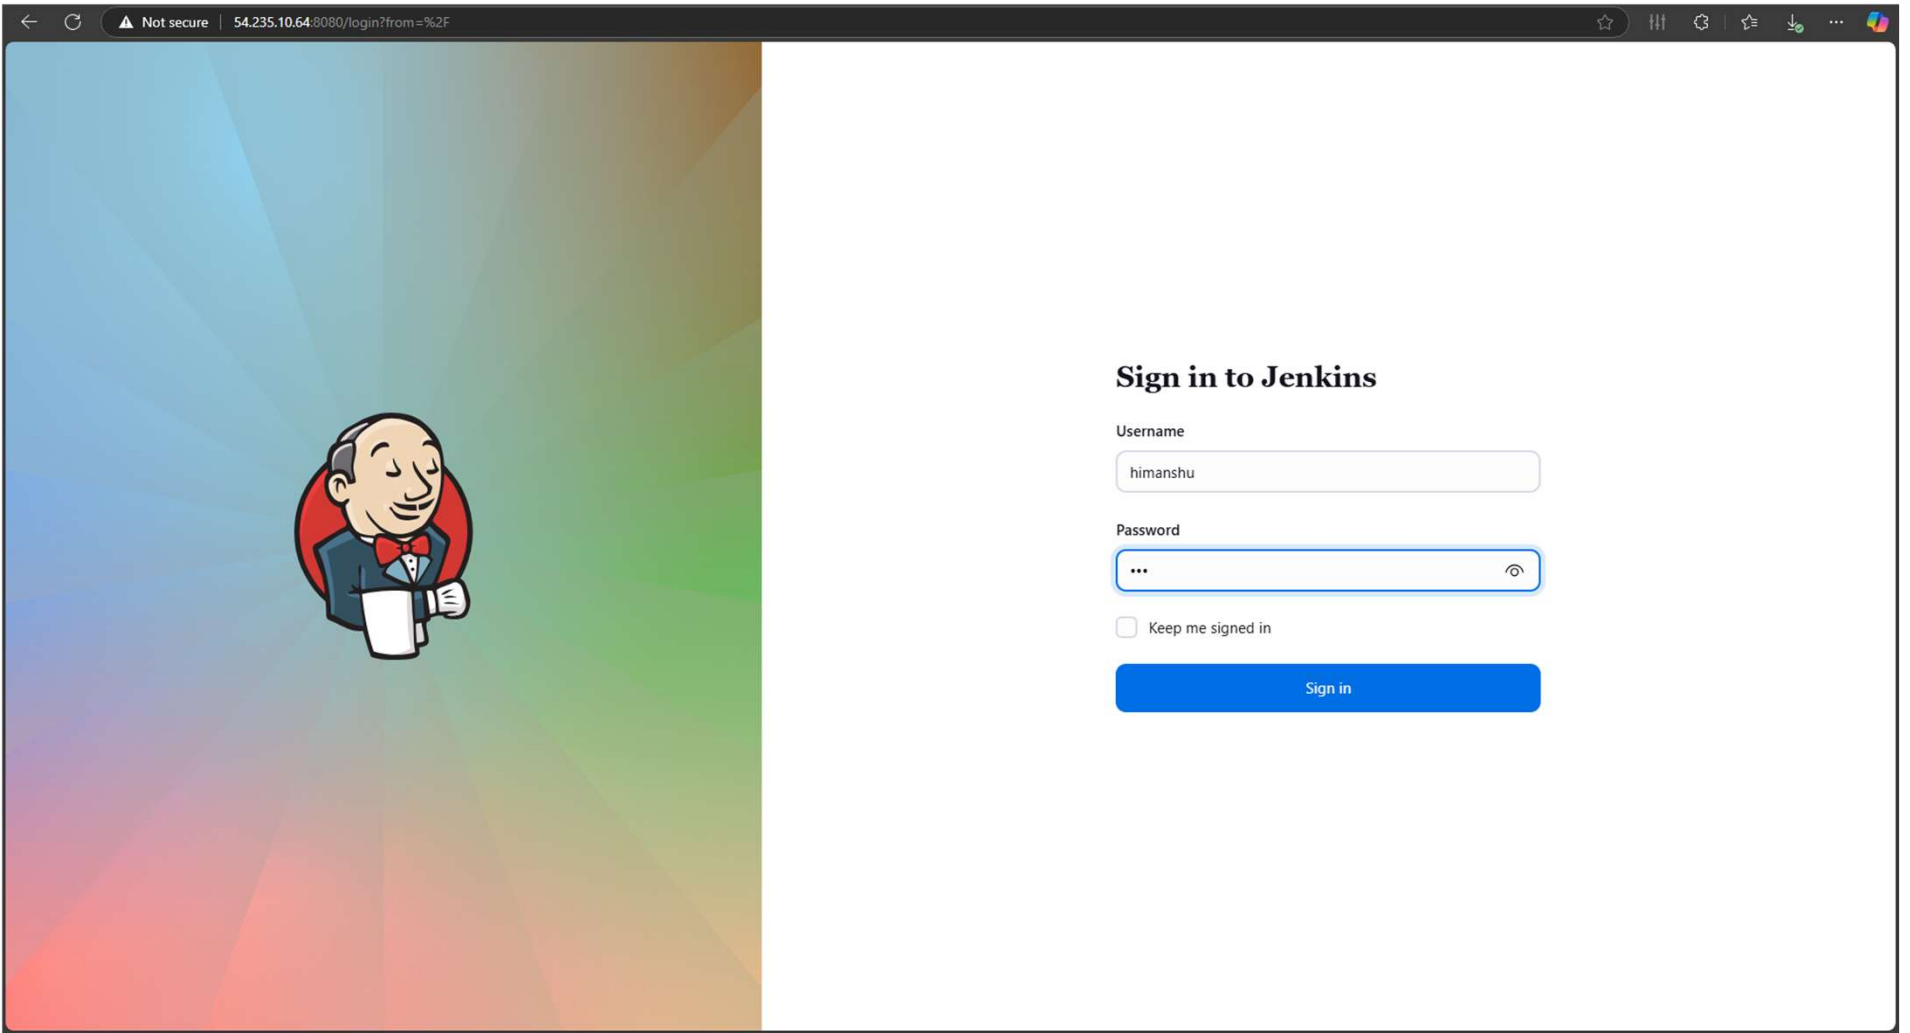 Not secure 54.235.10.64:8080/login?from=%2F
Sign in to Jenkins
Username
himanshu
Password
•••
Keep me signed in
Sign in